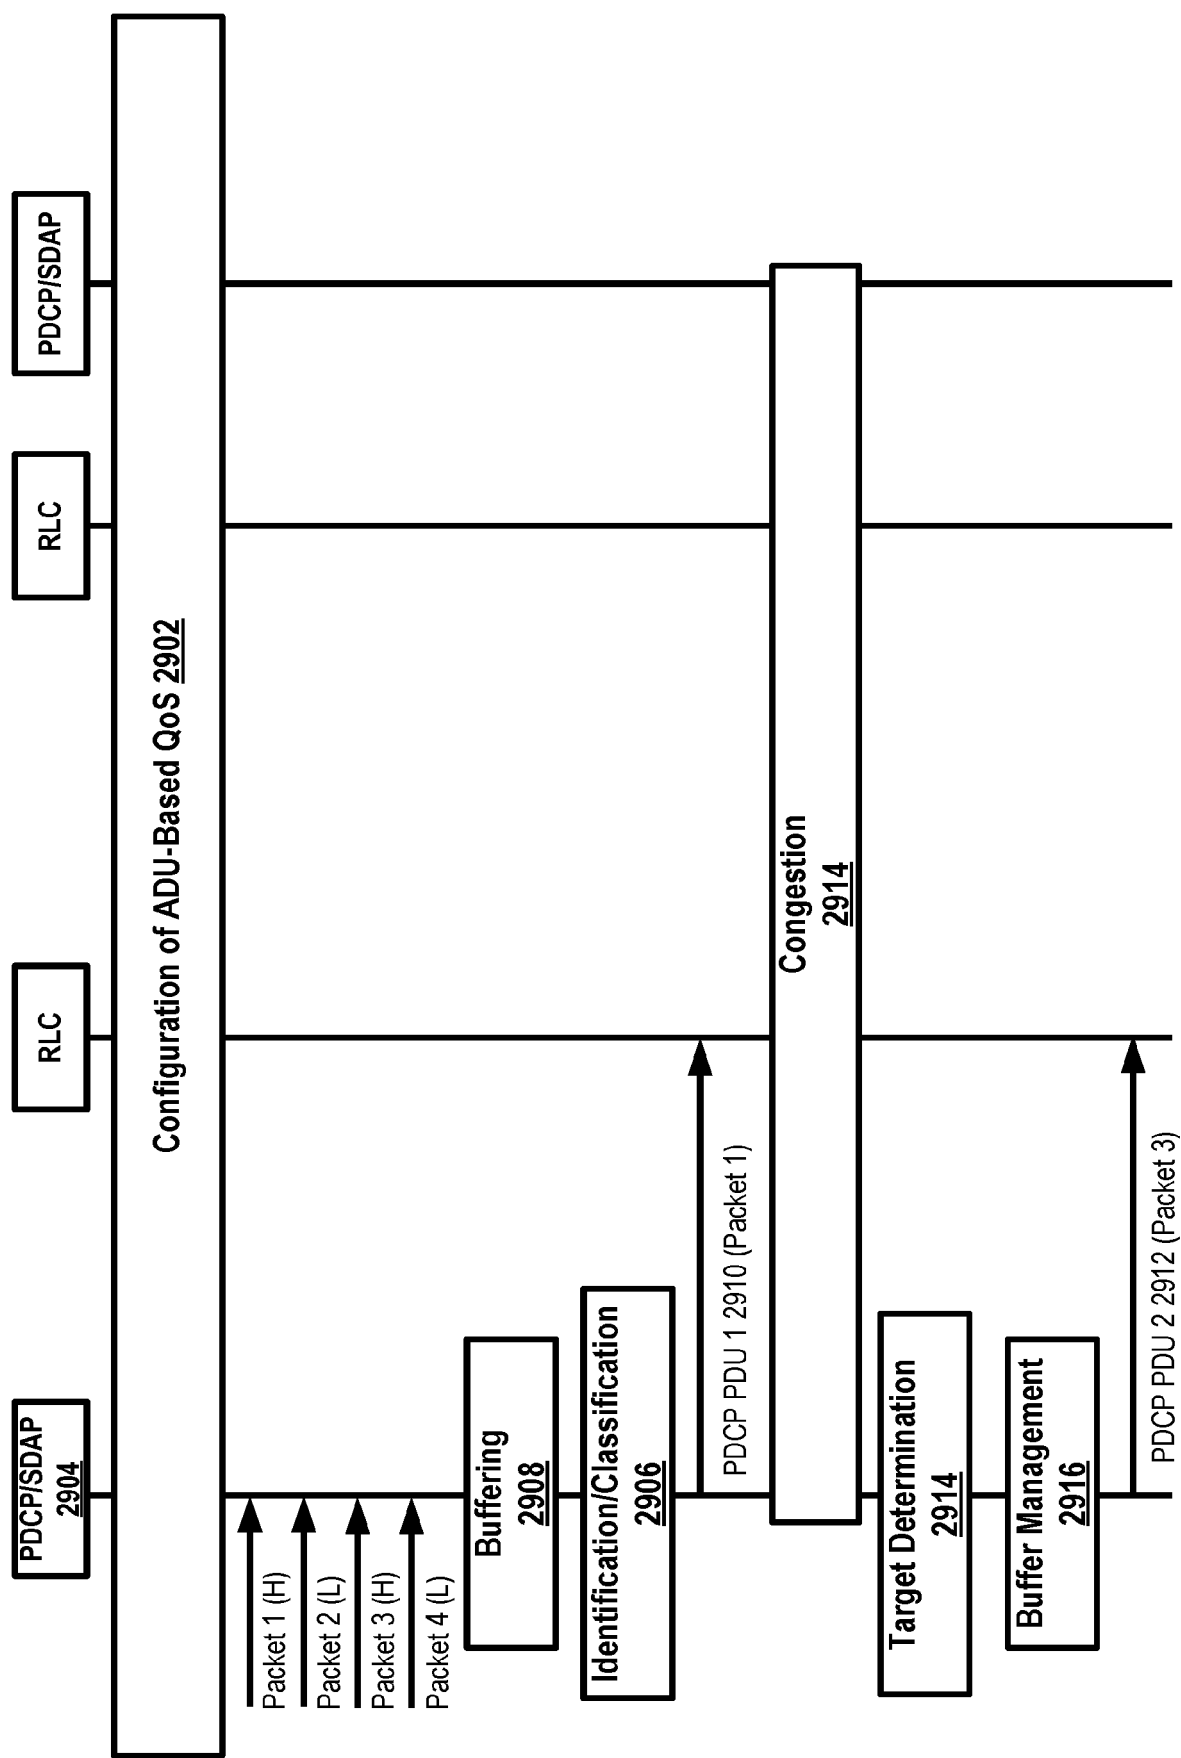 PDCP/SDAP
2904
RLC
RLC
PDCP/SDAP
Configuration of ADU-Based QoS 2902
Packet 1 (H)
Packet 2 (L)
Packet 3 (H)
Packet 4 (L)
Buffering
2908
Identification/Classification
2906
PDCP PDU 1 2910 (Packet 1)
Congestion
2914
Target Determination
2914
Buffer Management
2916
PDCP PDU 2 2912 (Packet 3)